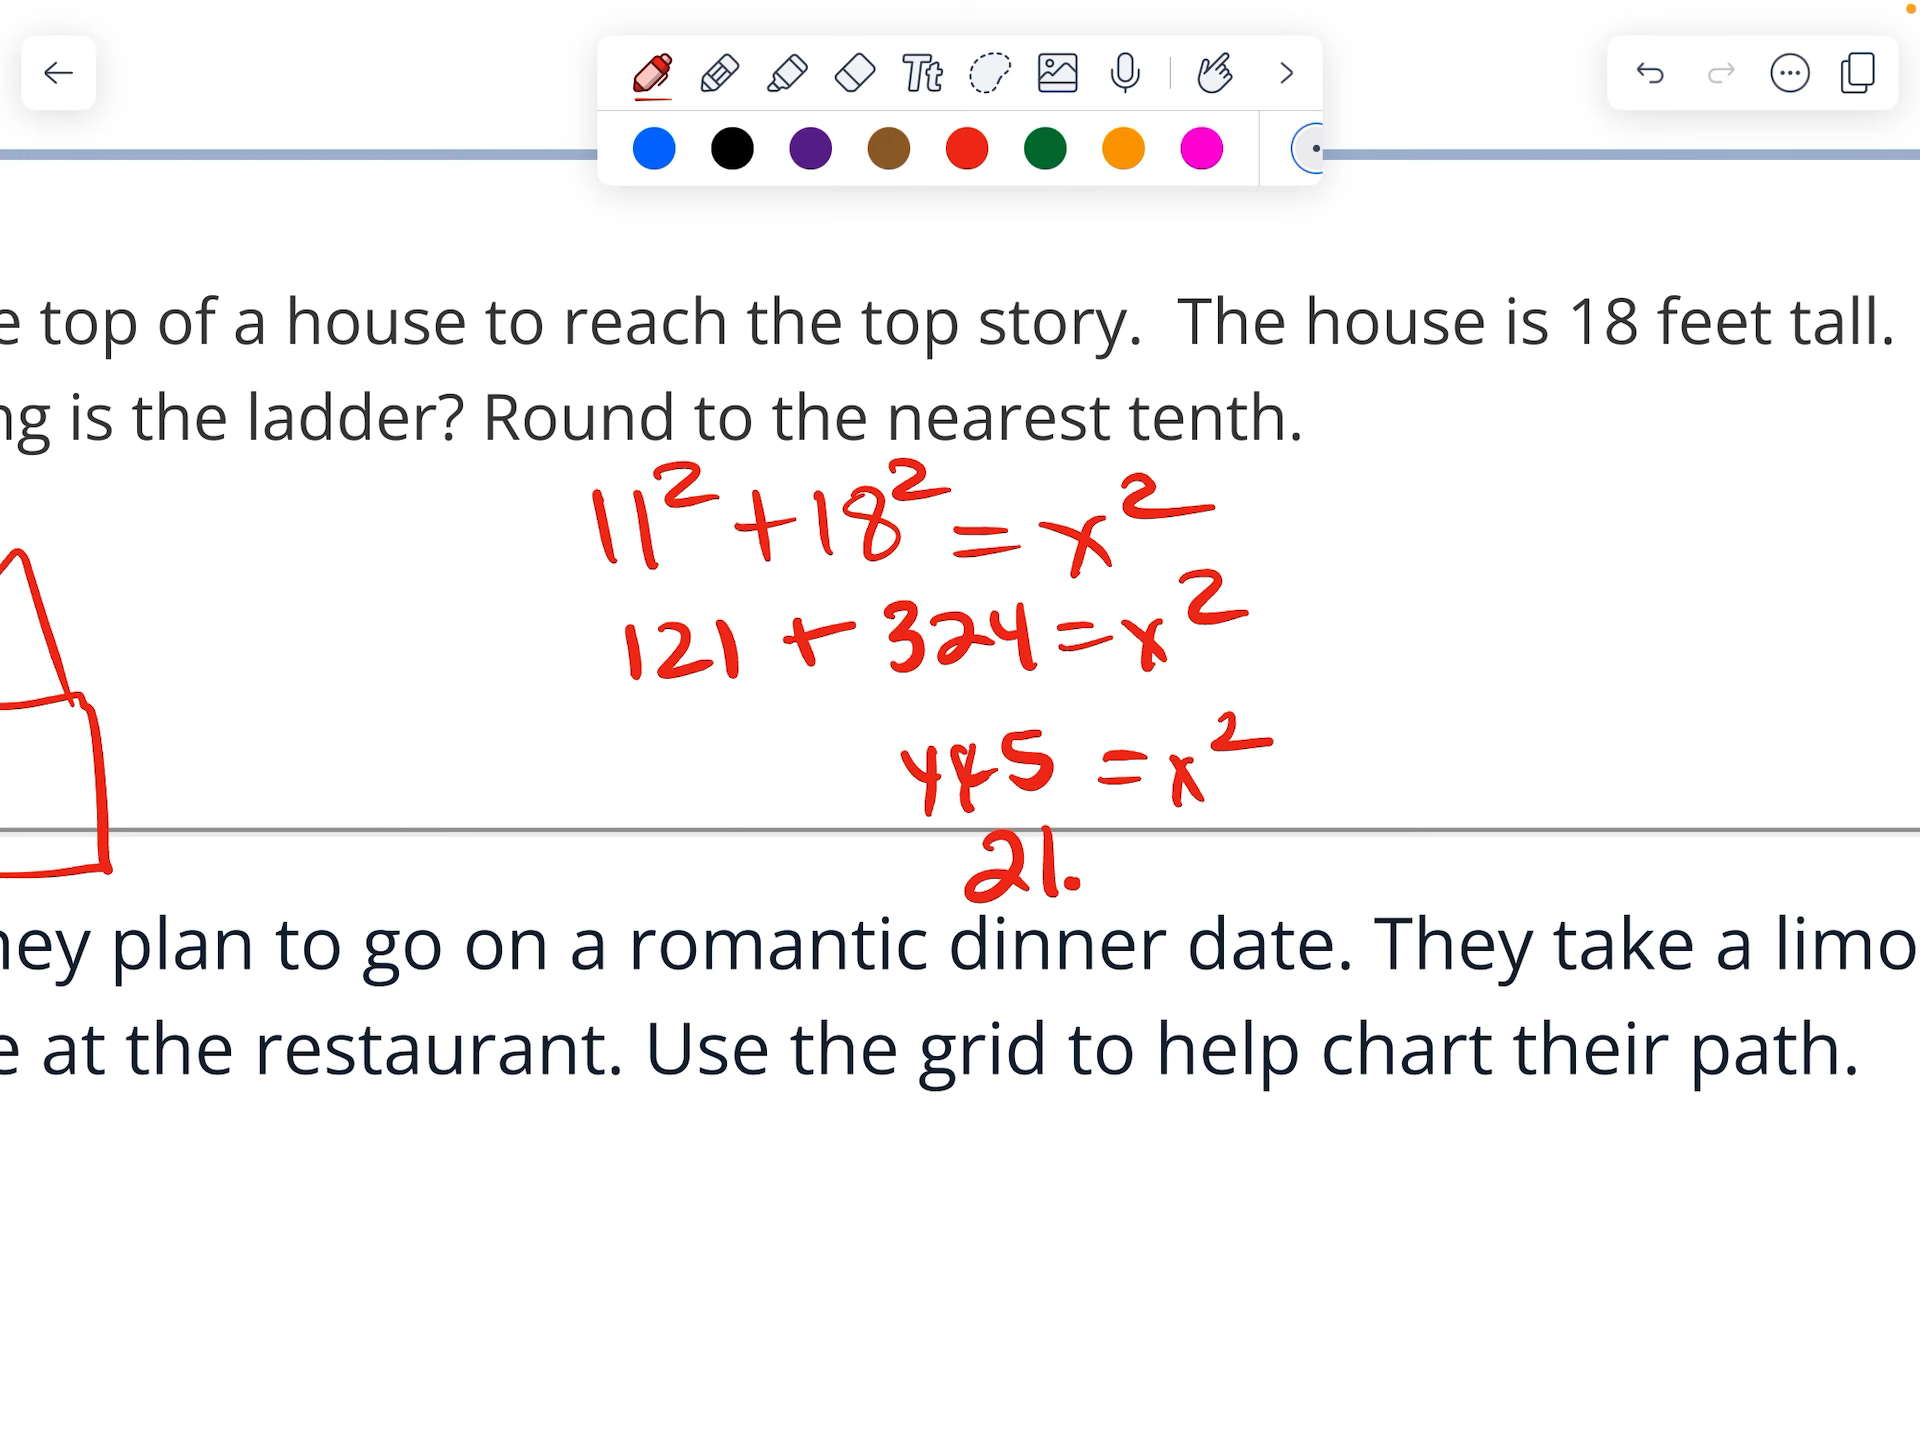 Tt
e top of a house to reach the top story. The house is 18 feet tall.
ng is the ladder? Round to the nearest tenth.
11² + 18² = x²
121 + 324 = x²
445 = x²
21.
hey plan to go on a romantic dinner date. They take a limo
e at the restaurant. Use the grid to help chart their path.